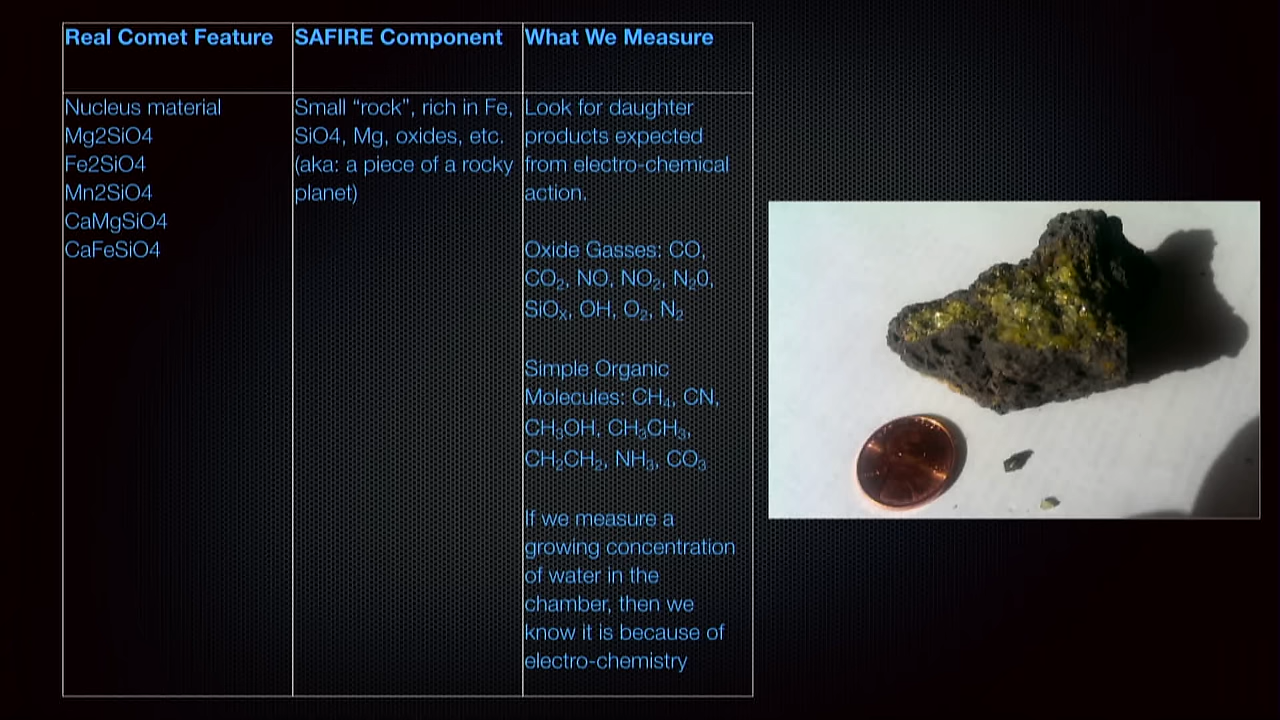 Real Comet Feature
SAFIRE Component
What We Measure
Nucleus material
Mg2SiO4
Fe2SiO4
Mn2SiO4
CaMgSiO4
CaFeSiO4
Small “rock”, rich in Fe,
SiO4, Mg, oxides, etc.
(aka: a piece of a rocky
planet)
Look for daughter
products expected
from electro-chemical
action.
Oxide Gasses: CO,
CO₂, NO, NO₂, N₂0,
SiOₓ, OH, O₂, N₂
Simple Organic
Molecules: CH₄, CN,
CH₃OH, CH₃CH₃,
CH₂CH₂, NH₃, CO₃
If we measure a
growing concentration
of water in the
chamber, then we
know it is because of
electro-chemistry